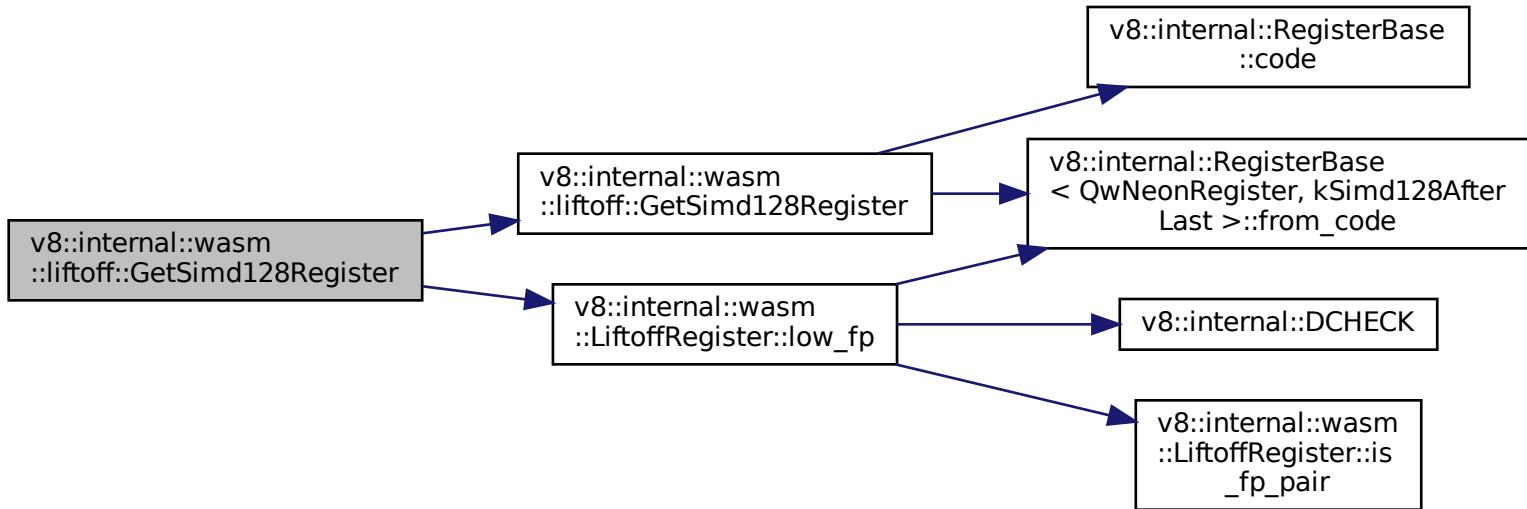 v8::internal::wasm
::liftoff::GetSimd128Register
v8::internal::wasm
::liftoff::GetSimd128Register
v8::internal::wasm
::LiftoffRegister::low_fp
v8::internal::RegisterBase
::code
v8::internal::RegisterBase
< QwNeonRegister, kSimd128After
Last >::from_code
v8::internal::DCHECK
v8::internal::wasm
::LiftoffRegister::is
_fp_pair